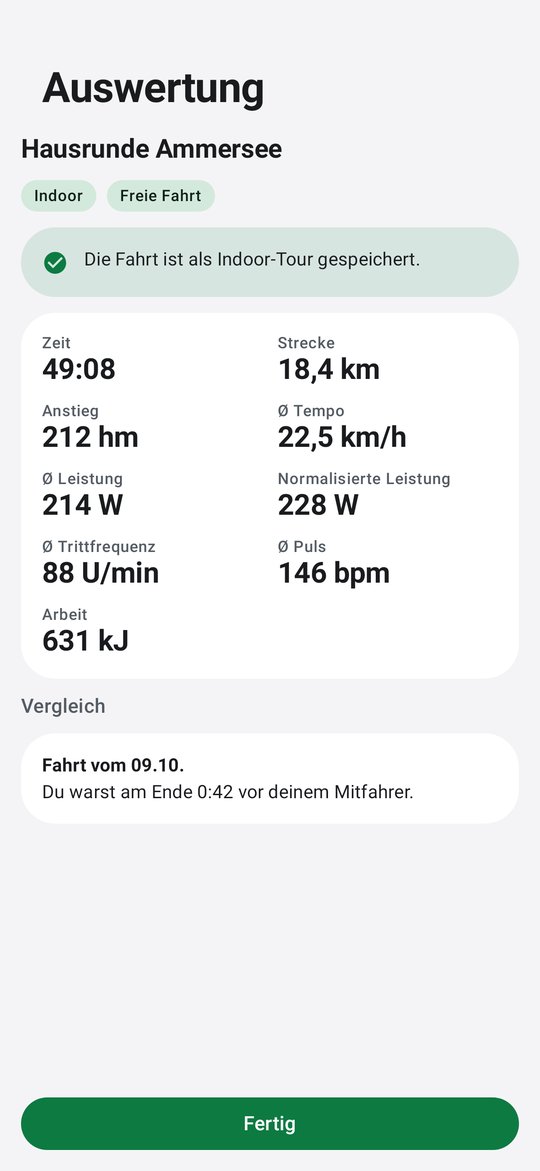 Auswertung
Hausrunde Ammersee
Indoor
Freie Fahrt
Die Fahrt ist als Indoor-Tour gespeichert.
Zeit
49:08
Strecke
18,4 km
Anstieg
212 hm
Ø Tempo
22,5 km/h
Ø Leistung
214 W
Normalisierte Leistung
228 W
Ø Trittfrequenz
88 U/min
Ø Puls
146 bpm
Arbeit
631 kJ
Vergleich
Fahrt vom 09.10.
Du warst am Ende 0:42 vor deinem Mitfahrer.
Fertig